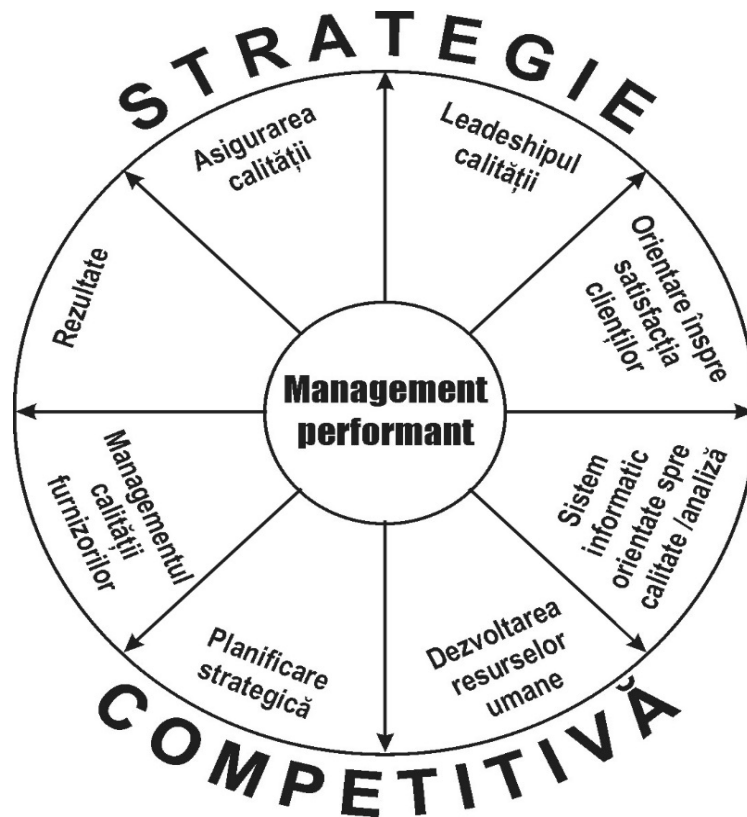 STRATEGIE
Asigurarea
calității
Leadeshipul
calității
Orientare înspre
satisfacția
clienților
Sistem
informatic
orientate spre
calitate /analiză
Dezvoltarea
resurselor
umane
Planificare
strategică
Managementul
calității
furnizorilor
Rezultate
Management
performant
COMPETITIVĂ